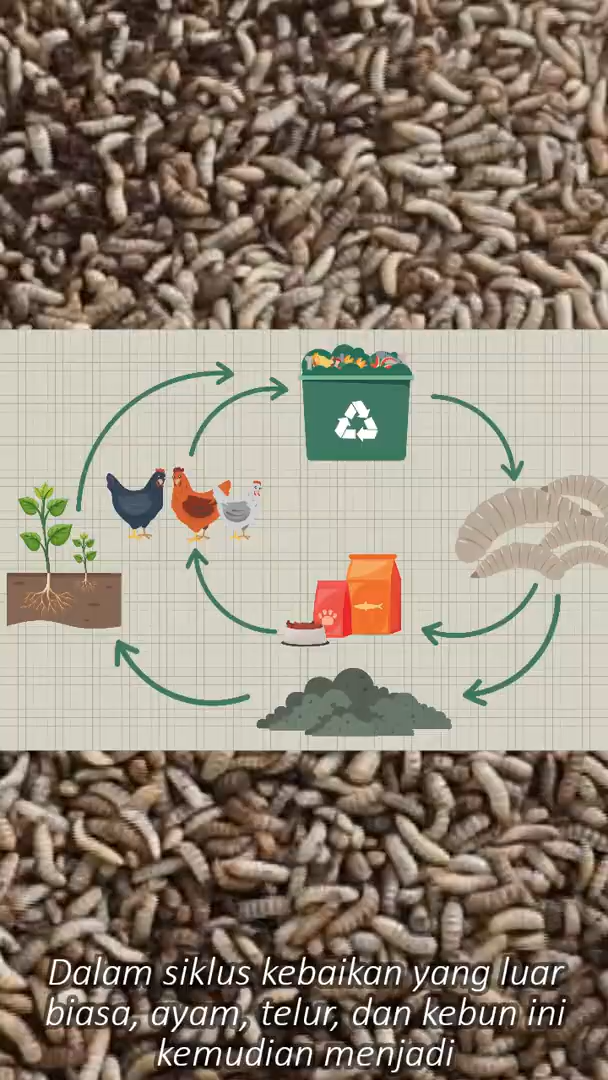 Dalam siklus kebaikan yang luar
biasa, ayam, telur, dan kebun ini
kemudian menjadi